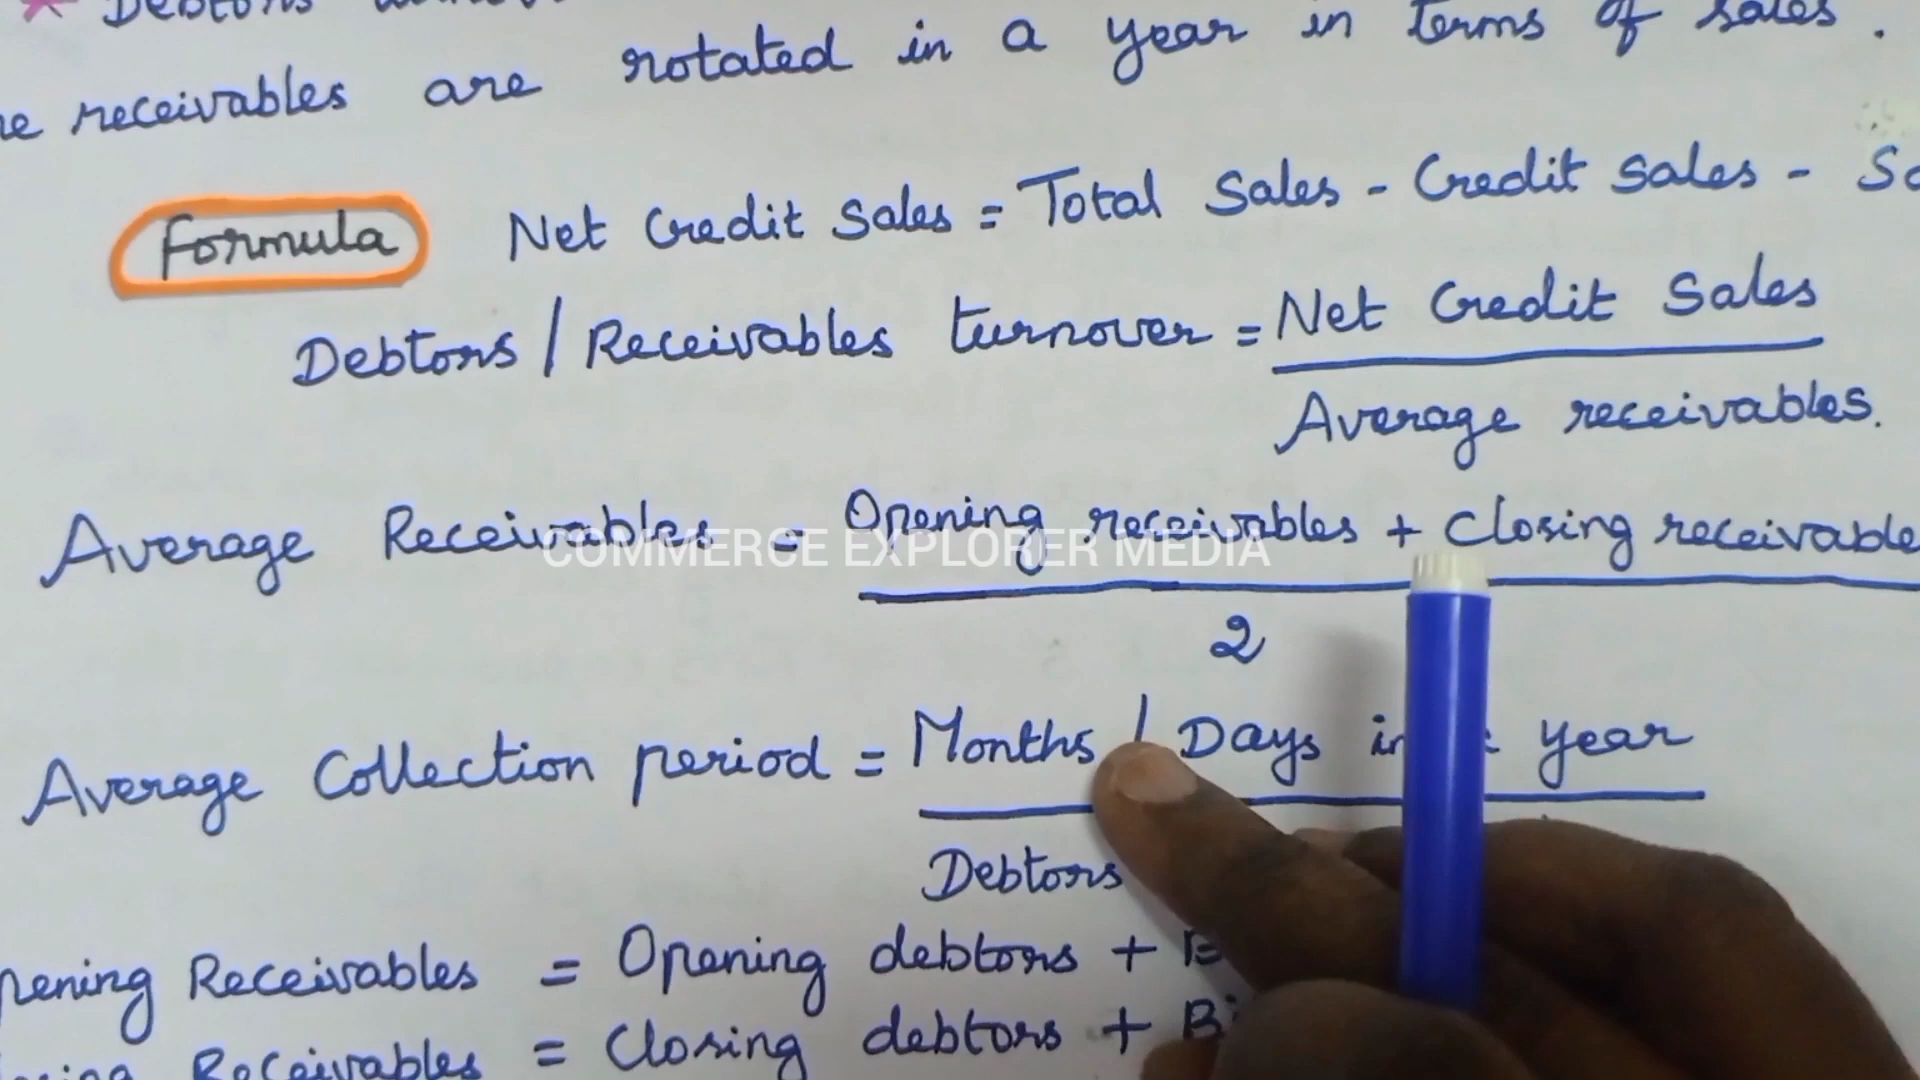 Debtors
receivables are rotated in a year in terms of sales.
Formula Net Credit Sales = Total Sales - Credit Sales -
Debtors / Receivables turnover = Net Credit Sales
Average receivables.
Average Receivables = Opening receivables + Closing receivable
2
COMMERCE EXPLORER MEDIA
Average Collection period = Months / Days in year
Debtors
Receivables = Opening debtors +
Receivables = Closing debtors +